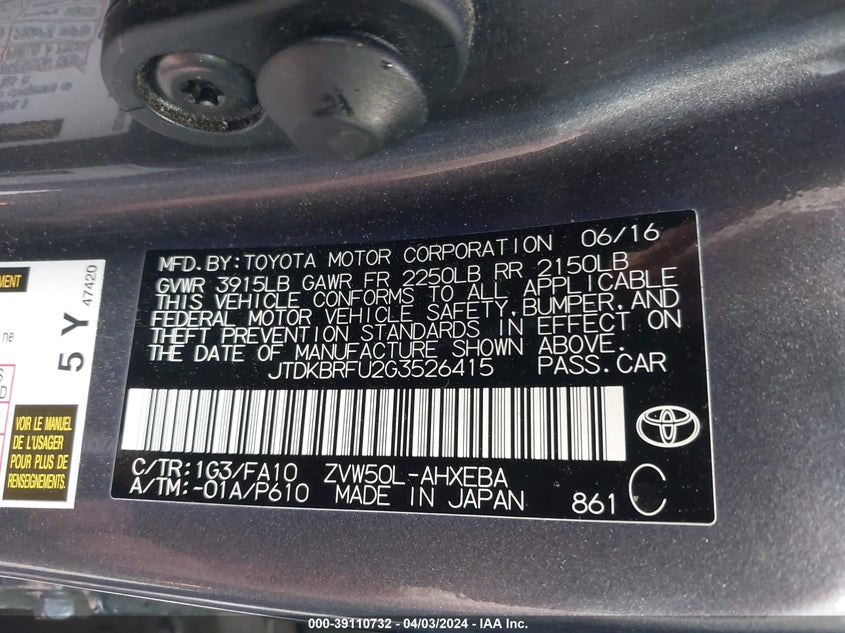 MFD. BY: TOYOTA MOTOR CORPORATION 06/16
GVWR 3915LB GAWR FR 2250LB RR 2150LB
THIS VEHICLE CONFORMS TO ALL APPLICABLE
FEDERAL MOTOR VEHICLE SAFETY, BUMPER, AND
THEFT PREVENTION STANDARDS IN EFFECT ON
THE DATE OF MANUFACTURE SHOWN ABOVE.
JTDKBRFU2G3526415 PASS. CAR
C/TR: 1G3/FA10 ZVW50L-AHXEBA
A/TM: -01A/P610 MADE IN JAPAN 861 C
5 Y
47420
VOIR LE MANUEL
DE L'USAGER
POUR PLUS DE
RENSEIGNEMENTS.
000-39110732 - 04/03/2024 - IAA Inc.